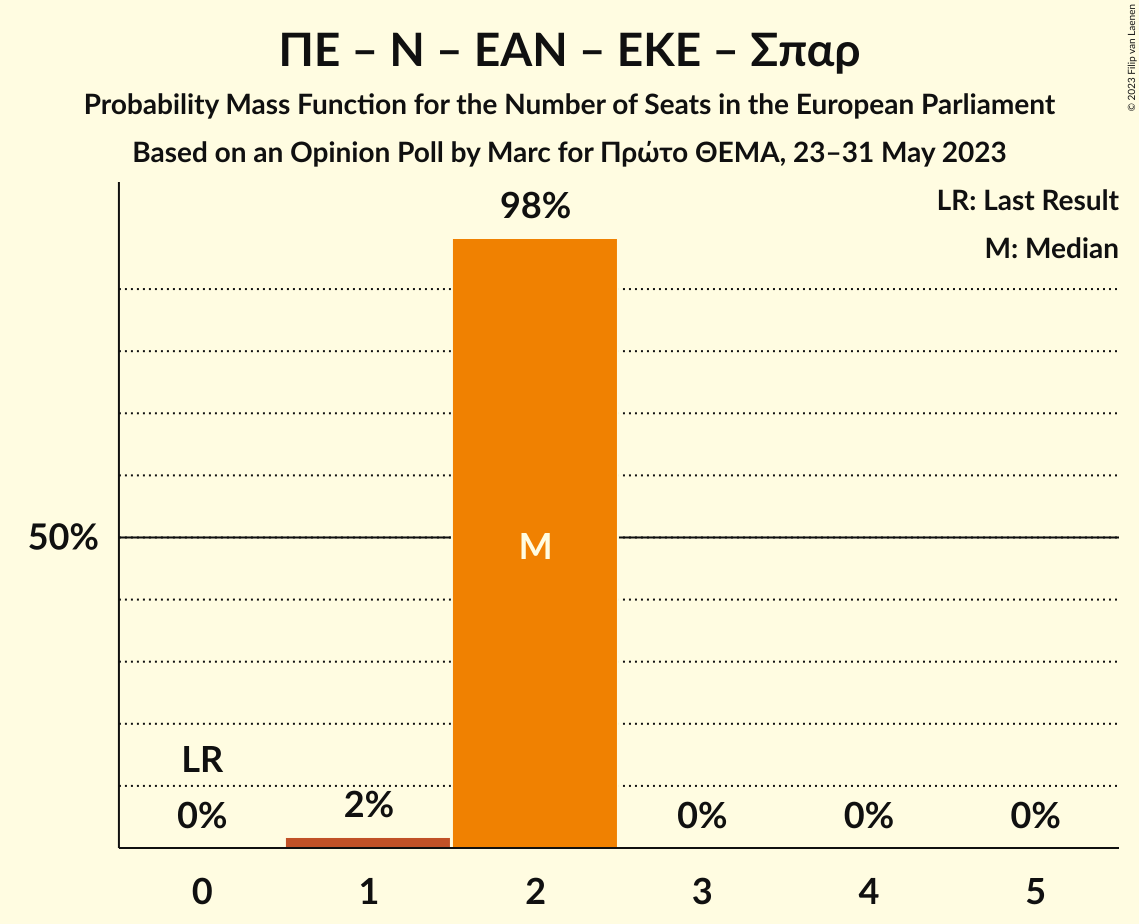 ΠΕ – Ν – ΕΑΝ – ΕΚΕ – Σπαρ
Probability Mass Function for the Number of Seats in the European Parliament
Based on an Opinion Poll by Marc for Πρώτο ΘΕΜΑ, 23–31 May 2023
© 2023 Filip van Laenen
LR: Last Result
M: Median
98%
50%
M
LR
0%
2%
0%
0%
0%
0
1
2
3
4
5